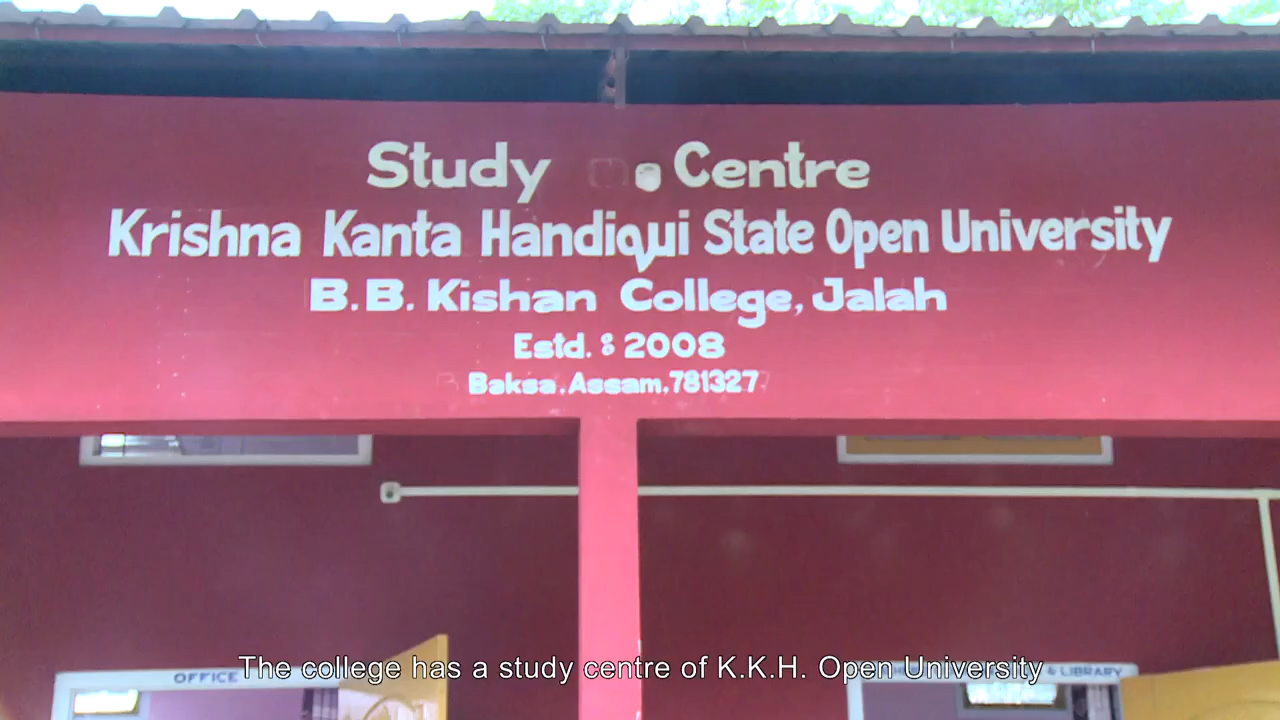 Study Centre
Krishna Kanta Handiqui State Open University
B.B. Kishan College, Jalah
Estd. : 2008
Baksa, Assam, 781327
OFFICE
& LIBRARY
The college has a study centre of K.K.H. Open University